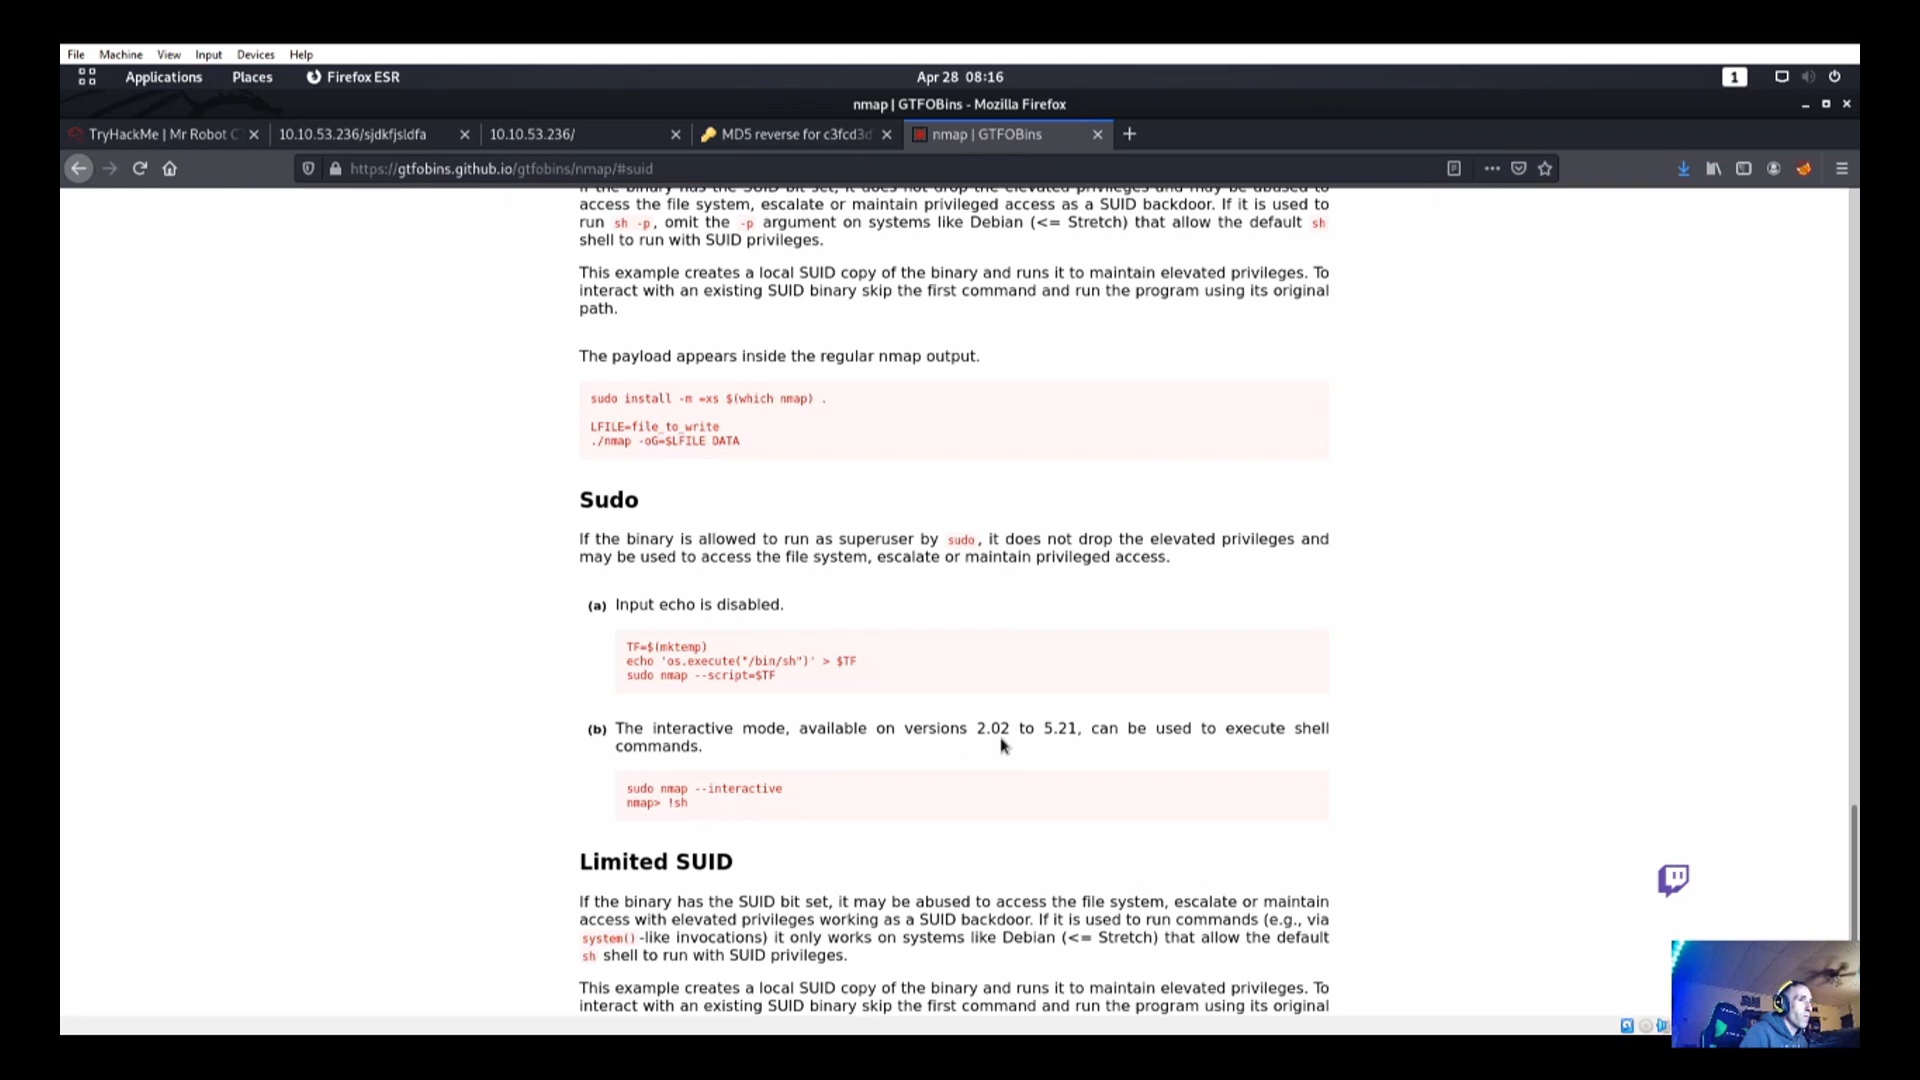 File Machine View Input Devices Help
Applications Places Firefox ESR Apr 28 08:16 1
nmap | GTFOBins - Mozilla Firefox
TryHackMe | Mr Robot C 10.10.53.236/sjdkfjsldfa 10.10.53.236/ MD5 reverse for c3fcd3d nmap | GTFOBins
https://gtfobins.github.io/gtfobins/nmap/#suid
If the binary has the SUID bit set, it does not drop the elevated privileges and may be abused to
access the file system, escalate or maintain privileged access as a SUID backdoor. If it is used to
run sh -p, omit the -p argument on systems like Debian (<= Stretch) that allow the default sh
shell to run with SUID privileges.
This example creates a local SUID copy of the binary and runs it to maintain elevated privileges. To
interact with an existing SUID binary skip the first command and run the program using its original
path.
The payload appears inside the regular nmap output.
sudo install -m =xs $(which nmap) .
LFILE=file_to_write
./nmap -oG=$LFILE DATA
Sudo
If the binary is allowed to run as superuser by sudo, it does not drop the elevated privileges and
may be used to access the file system, escalate or maintain privileged access.
(a) Input echo is disabled.
TF=$(mktemp)
echo 'os.execute("/bin/sh")' > $TF
sudo nmap --script=$TF
(b) The interactive mode, available on versions 2.02 to 5.21, can be used to execute shell
commands.
sudo nmap --interactive
nmap> !sh
Limited SUID
If the binary has the SUID bit set, it may be abused to access the file system, escalate or maintain
access with elevated privileges working as a SUID backdoor. If it is used to run commands (e.g., via
system()-like invocations) it only works on systems like Debian (<= Stretch) that allow the default
sh shell to run with SUID privileges.
This example creates a local SUID copy of the binary and runs it to maintain elevated privileges. To
interact with an existing SUID binary skip the first command and run the program using its original